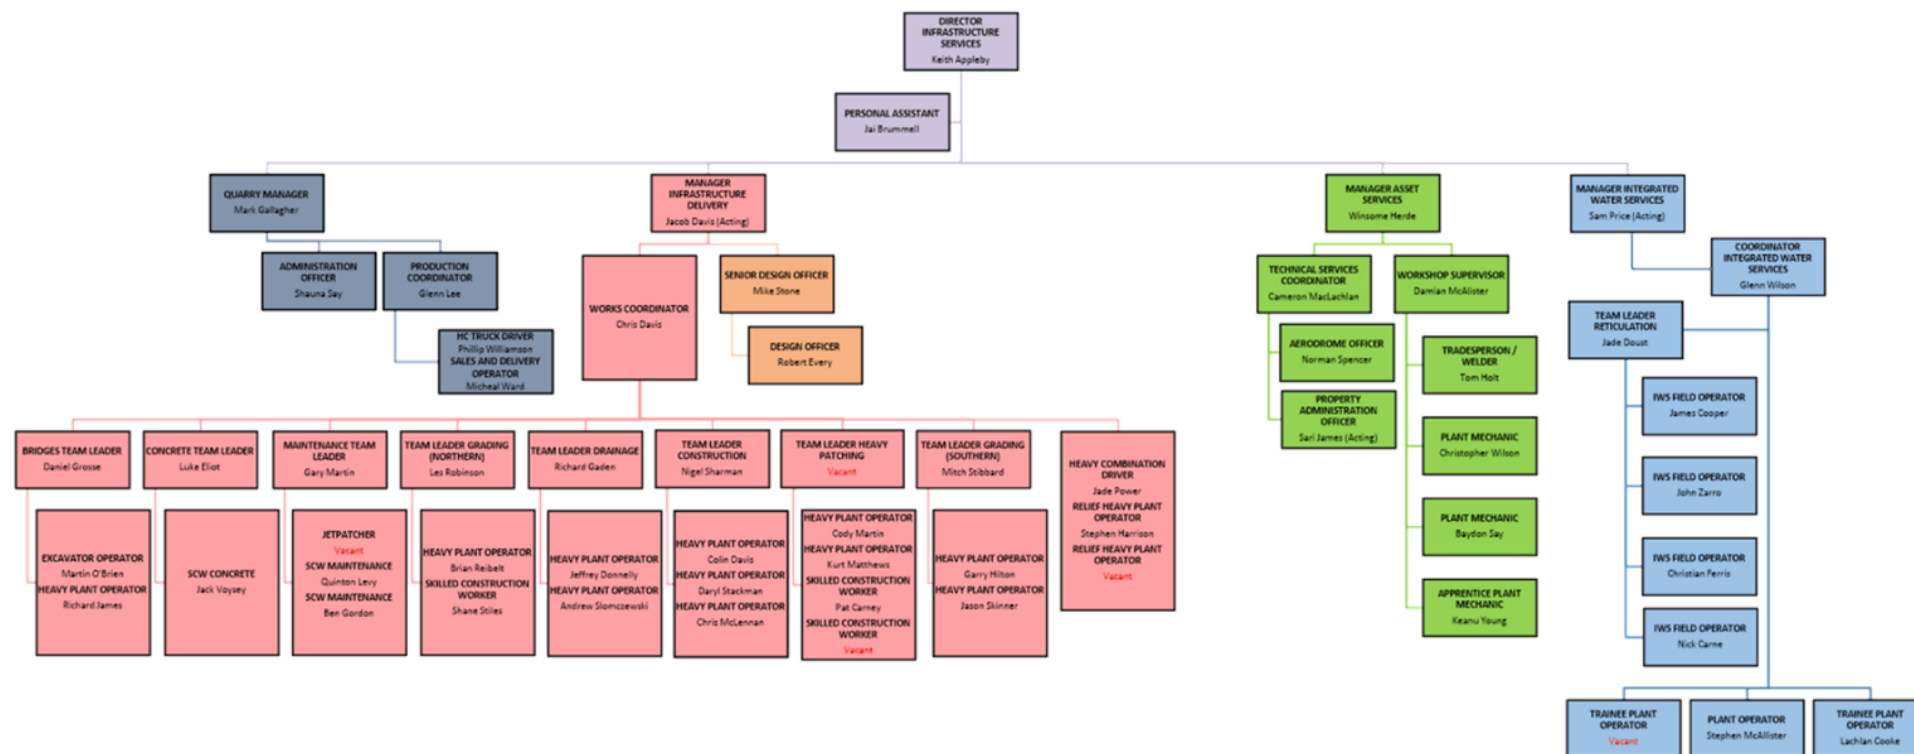 DIRECTOR
INFRASTRUCTURE
SERVICES
Keith Appleby
PERSONAL ASSISTANT
Jai Brummell
QUARRY MANAGER
Mark Gallagher
MANAGER
INFRASTRUCTURE
DELIVERY
Jacob Davis (Acting)
MANAGER ASSET
SERVICES
Winsome Herde
MANAGER INTEGRATED
WATER SERVICES
Sam Price (Acting)
ADMINISTRATION
OFFICER
Shauna Say
PRODUCTION
COORDINATOR
Glenn Lee
HC TRUCK DRIVER
Phillip Williamson
SALES AND DELIVERY
OPERATOR
Micheal Ward
WORKS COORDINATOR
Chris Davis
SENIOR DESIGN OFFICER
Mike Stone
DESIGN OFFICER
Robert Every
TECHNICAL SERVICES
COORDINATOR
Cameron MacLachlan
WORKSHOP SUPERVISOR
Damian McAlister
AERODROME OFFICER
Norman Spencer
PROPERTY
ADMINISTRATION
OFFICER
Sari James (Acting)
TRADESPERSON /
WELDER
Tom Holt
PLANT MECHANIC
Christopher Wilson
PLANT MECHANIC
Baydon Say
APPRENTICE PLANT
MECHANIC
Keanu Young
COORDINATOR
INTEGRATED WATER
SERVICES
Glenn Wilson
TEAM LEADER
RETICULATION
Jade Doust
IWS FIELD OPERATOR
James Cooper
IWS FIELD OPERATOR
John Zarro
IWS FIELD OPERATOR
Christian Ferris
IWS FIELD OPERATOR
Nick Carne
TRAINEE PLANT
OPERATOR
Vacant
PLANT OPERATOR
Stephen McAllister
TRAINEE PLANT
OPERATOR
Lachlan Cooke
BRIDGES TEAM LEADER
Daniel Grosse
CONCRETE TEAM LEADER
Luke Eliot
MAINTENANCE TEAM
LEADER
Gary Martin
TEAM LEADER GRADING
(NORTHERN)
Les Robinson
TEAM LEADER DRAINAGE
Richard Gaden
TEAM LEADER
CONSTRUCTION
Nigel Sharman
TEAM LEADER HEAVY
PATCHING
Vacant
TEAM LEADER GRADING
(SOUTHERN)
Mitch Stibbard
HEAVY COMBINATION
DRIVER
Jade Power
RELIEF HEAVY PLANT
OPERATOR
Stephen Harrison
RELIEF HEAVY PLANT
OPERATOR
Vacant
EXCAVATOR OPERATOR
Martin O'Brien
HEAVY PLANT OPERATOR
Richard James
SCW CONCRETE
Jack Voysey
JETPATCHER
Vacant
SCW MAINTENANCE
Quinton Levy
SCW MAINTENANCE
Ben Gordon
HEAVY PLANT OPERATOR
Brian Reibelt
SKILLED CONSTRUCTION
WORKER
Shane Stiles
HEAVY PLANT OPERATOR
Jeffrey Donnelly
HEAVY PLANT OPERATOR
Andrew Slomczewski
HEAVY PLANT OPERATOR
Colin Davis
HEAVY PLANT OPERATOR
Daryl Stackman
HEAVY PLANT OPERATOR
Chris McLennan
HEAVY PLANT OPERATOR
Cody Martin
HEAVY PLANT OPERATOR
Kurt Matthews
SKILLED CONSTRUCTION
WORKER
Pat Carney
SKILLED CONSTRUCTION
WORKER
Vacant
HEAVY PLANT OPERATOR
Garry Hilton
HEAVY PLANT OPERATOR
Jason Skinner